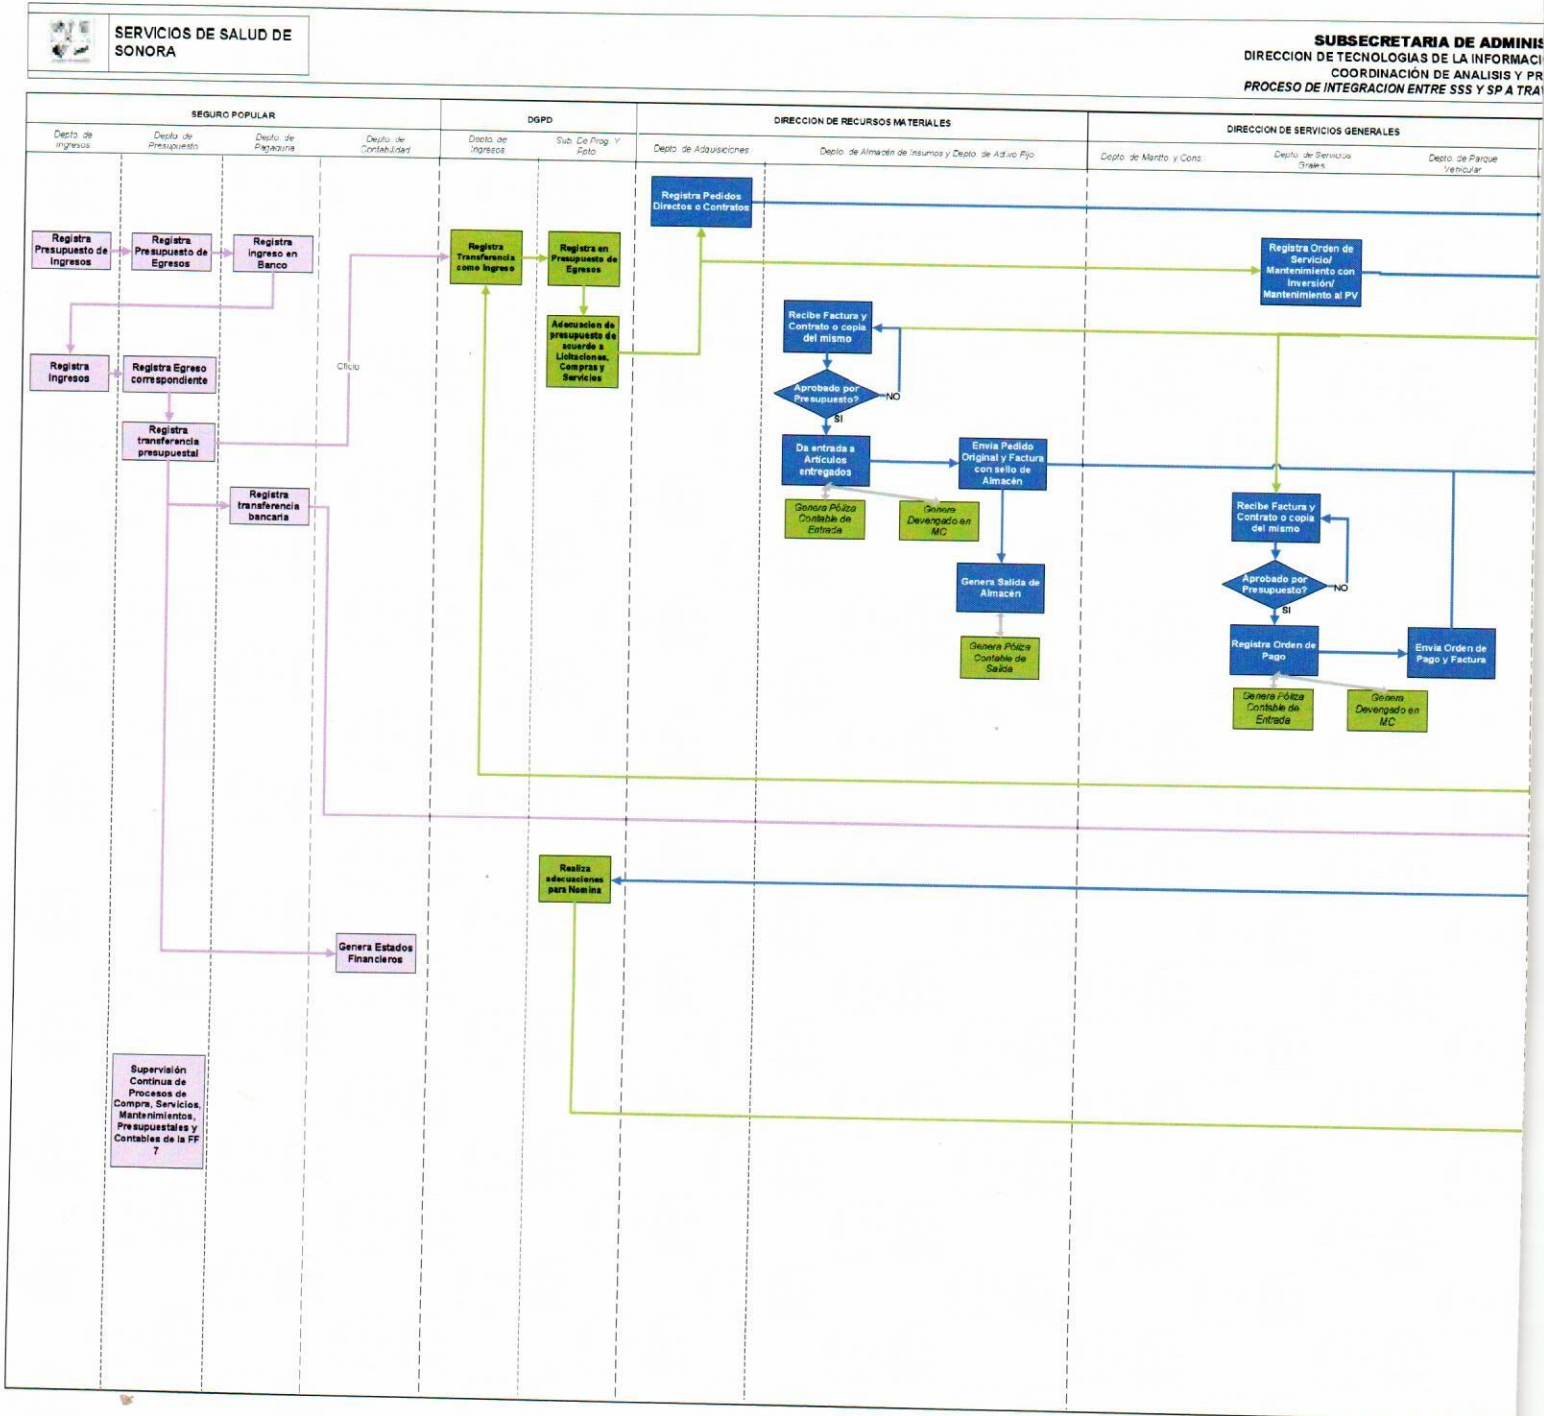 SERVICIOS DE SALUD DE
SONORA
SUBSECRETARIA DE ADMINIS
DIRECCION DE TECNOLOGIAS DE LA INFORMACI
COORDINACIÓN DE ANALISIS Y PR
PROCESO DE INTEGRACION ENTRE SSS Y SP A TRA
SEGURO POPULAR
DGPD
DIRECCION DE RECURSOS MATERIALES
DIRECCION DE SERVICIOS GENERALES
Depto. de
Ingresos
Depto. de
Presupuesto
Depto. de
Pagaduria
Depto. de
Contabilidad
Depto. de
Ingresos
Sub. De Prog. Y
Ppto
Depto. de Adquisiciones
Depto. de Almacén de Insumos y Depto. de Activo Fijo
Depto. de Mantto. y Cons.
Depto. de Servicios
Grales.
Depto. de Parque
Vehicular
Registra
Presupuesto de
Ingresos
Registra
Presupuesto de
Egresos
Registra
ingreso en
Banco
Registra
Ingresos
Registra Egreso
correspondiente
Registra
transferencia
presupuestal
Registra
transferencia
bancaria
Oficio
Genera Estados
Financieros
Supervisión
Continua de
Procesos de
Compra, Servicios,
Mantenimientos,
Presupuestales y
Contables de la FF
7
Registra
Transferencia
como Ingreso
Registra en
Presupuesto de
Egresos
Adecuacion de
presupuesto de
acuerdo a
Licitaciones,
Compras y
Servicios
Realiza
adecuaciones
para Nomina
Registra Pedidos
Directos o Contratos
Recibe Factura y
Contrato o copia
del mismo
Aprobado por
Presupuesto?
NO
SI
Da entrada a
Artículos
entregados
Envia Pedido
Original y Factura
con sello de
Almacén
Genera Póliza
Contable de
Entrada
Genera
Devengado en
MC
Genera Salida de
Almacén
Genera Póliza
Contable de
Salida
Registra Orden de
Servicio/
Mantenimiento con
Inversión/
Mantenimiento al PV
Recibe Factura y
Contrato o copia
del mismo
Aprobado por
Presupuesto?
NO
SI
Registra Orden de
Pago
Envia Orden de
Pago y Factura
Genera Póliza
Contable de
Entrada
Genera
Devengado en
MC